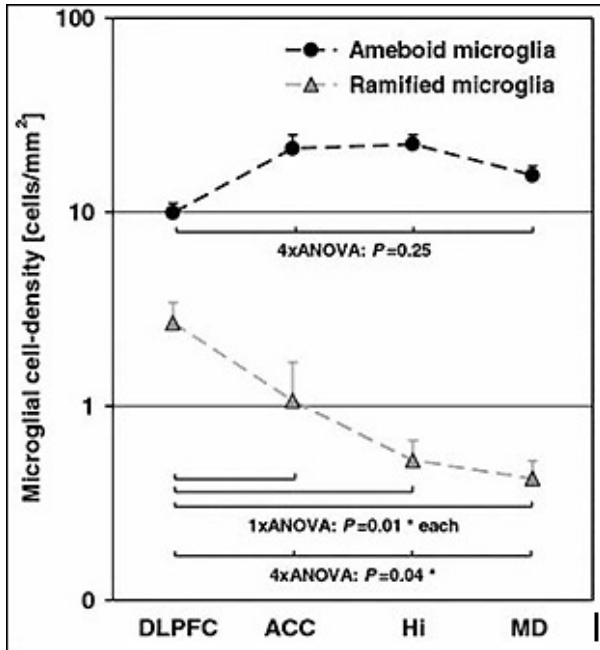 100
Ameboid microglia
Ramified microglia
Microglial cell-density [cells/mm²]
10
4xANOVA: P=0.25
1
1xANOVA: P=0.01 * each
4xANOVA: P=0.04 *
0
DLPFC ACC Hi MD